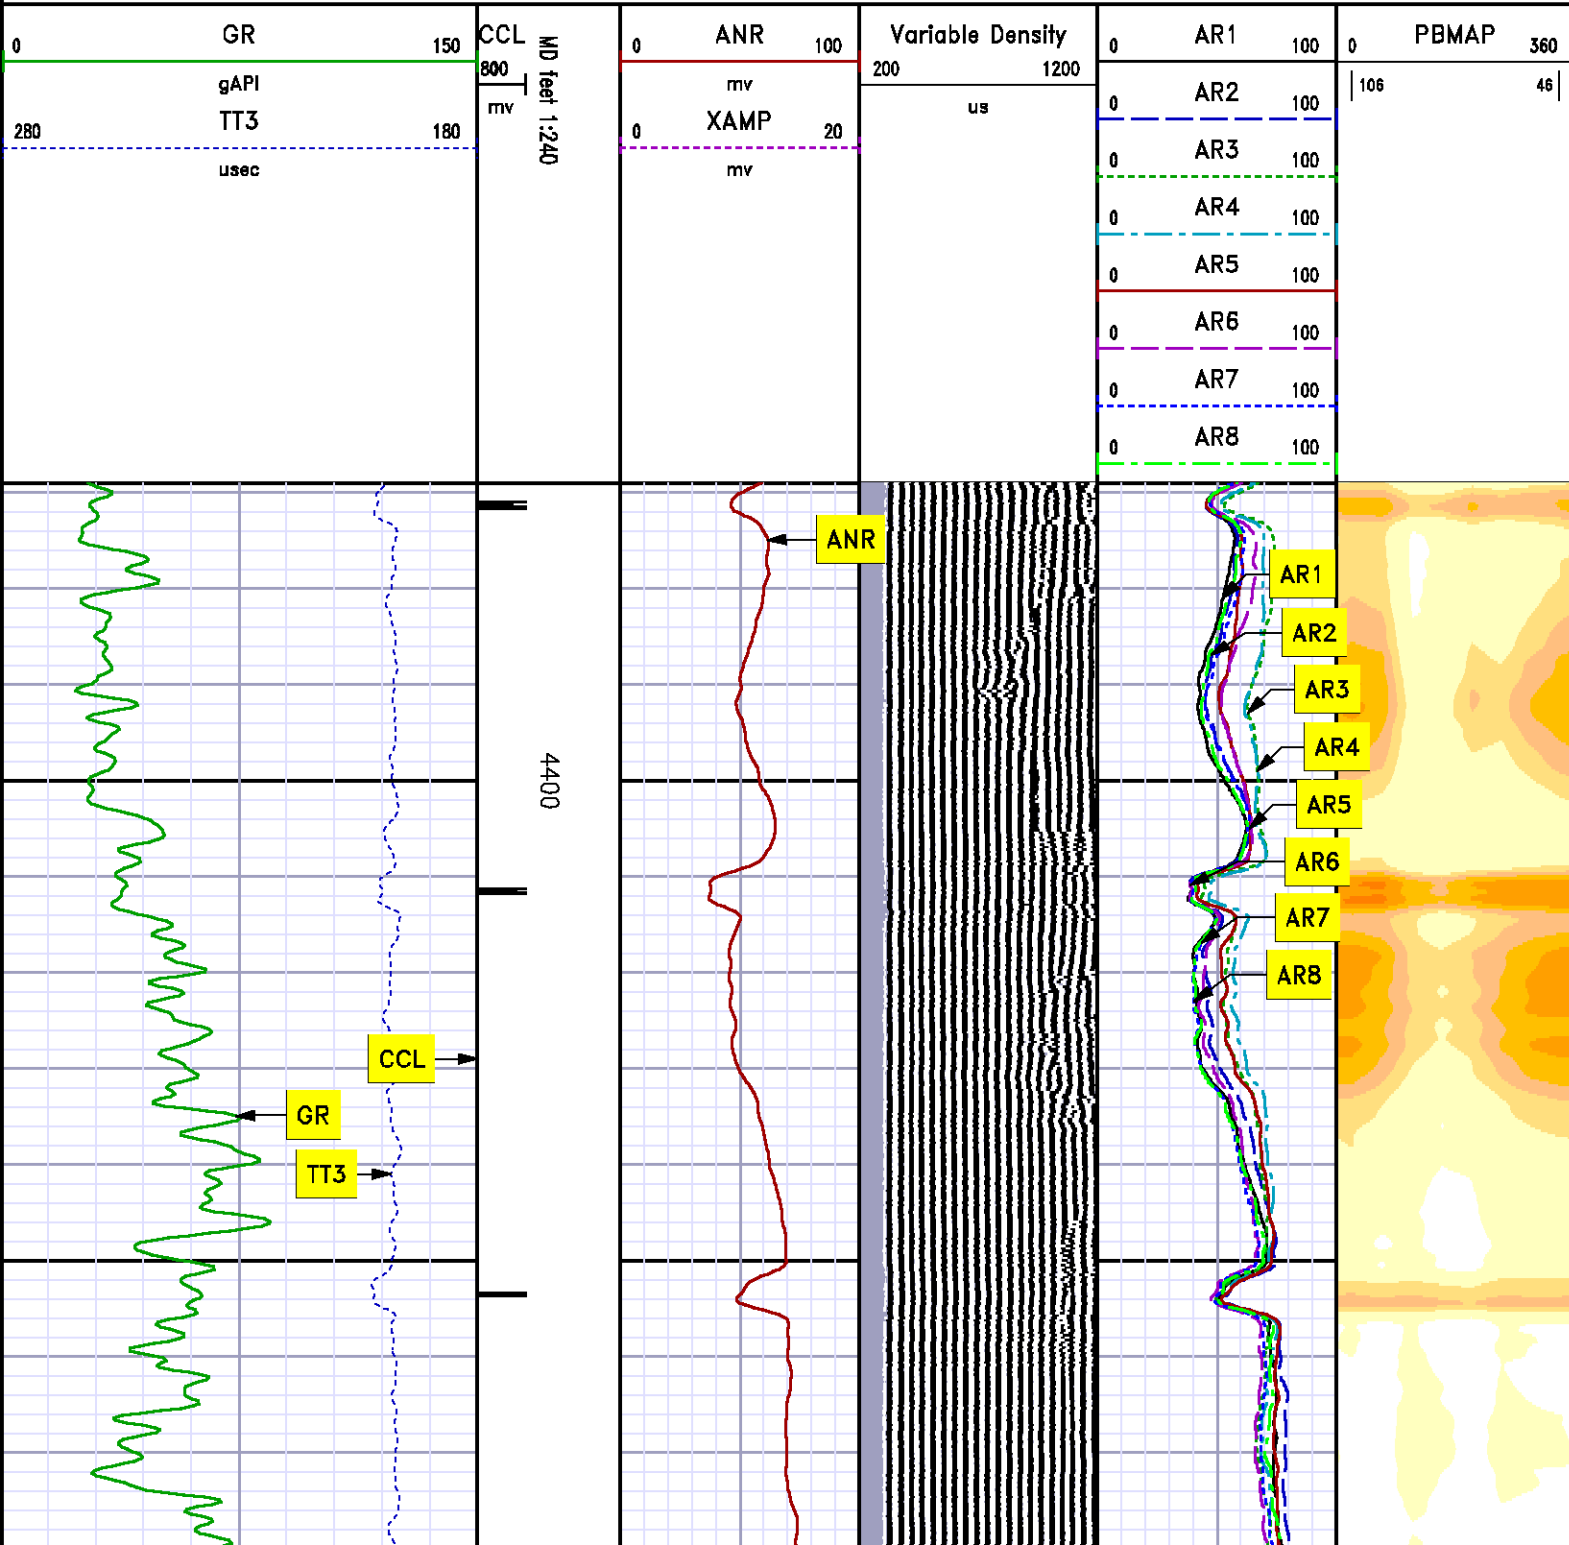 GR
0 150
gAPI
TT3
280 180
usec
CCL
800
mv
MD feet 1:240
ANR
0 100
mv
XAMP
0 20
mv
Variable Density
200 1200
us
AR1
0 100
AR2
0 100
AR3
0 100
AR4
0 100
AR5
0 100
AR6
0 100
AR7
0 100
AR8
0 100
PBMAP
0 360
106 46
ANR
AR1
AR2
AR3
AR4
AR5
AR6
AR7
AR8
4400
CCL
GR
TT3